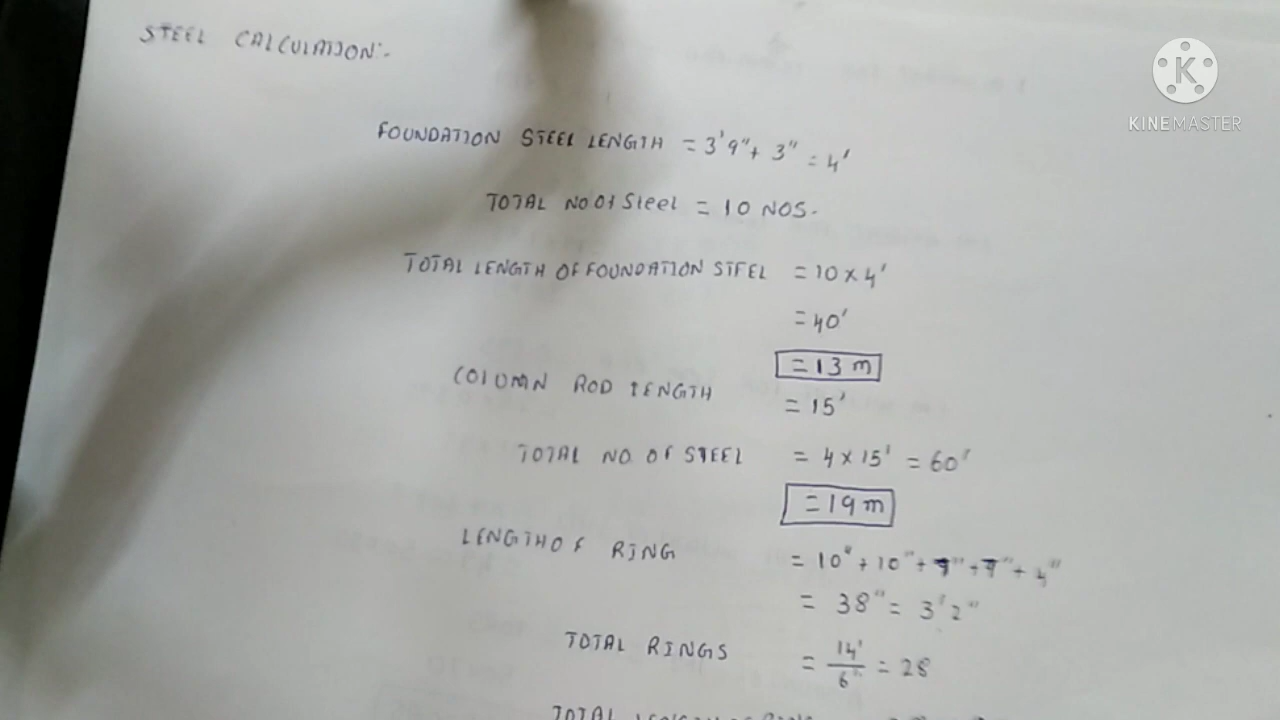 STEEL CALCULATION:-
KINEMASTER
FOUNDATION STEEL LENGTH = 3'9"+ 3" = 4'
TOTAL NO Of Steel = 10 NOS.
TOTAL LENGTH OF FOUNDATION STEEL = 10 x 4'
= 40'
= 13 m
COLUMN ROD LENGTH = 15'
TOTAL NO. OF STEEL = 4 x 15' = 60'
= 19 m
LENGTH OF RING = 10" + 10" + + + 4"
= 38" = 3'2"
TOTAL RINGS = 14'/6" = 28
TOTAL